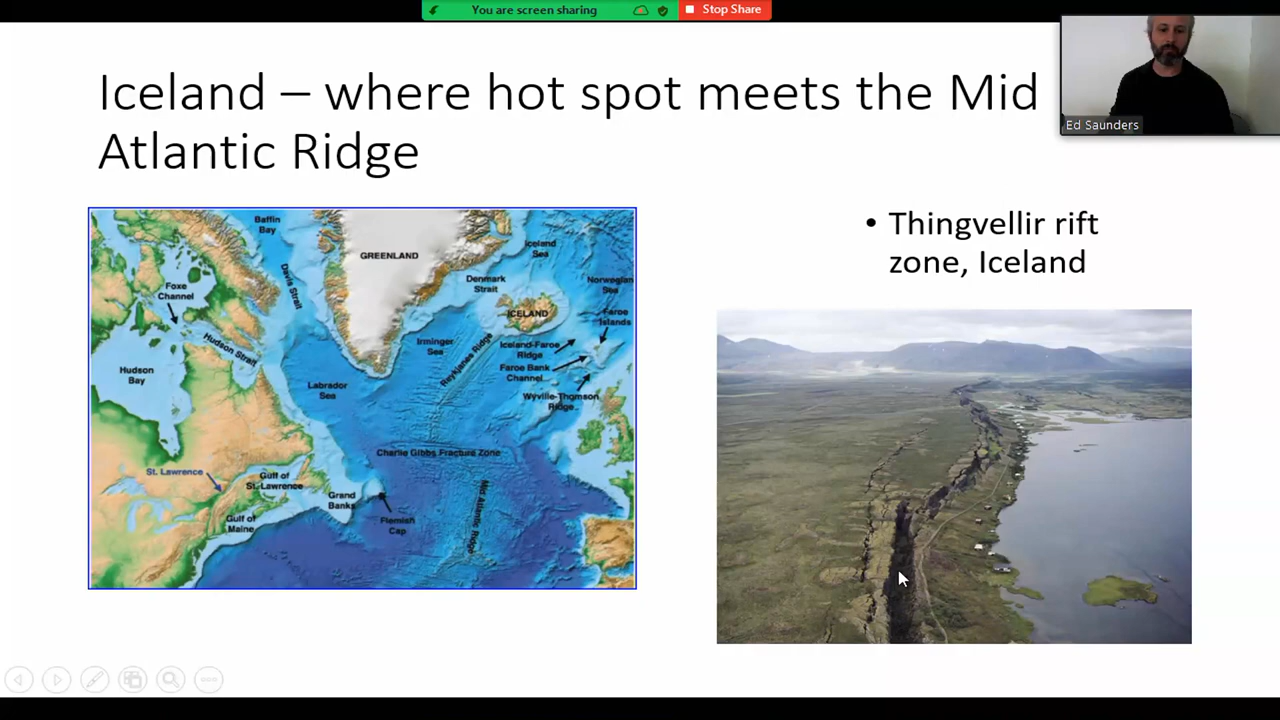 You are screen sharing
Stop Share
Ed Saunders
Iceland – where hot spot meets the Mid
Atlantic Ridge
• Thingvellir rift
zone, Iceland
Baffin
Bay
GREENLAND
Iceland
Sea
Davis Strait
Denmark
Strait
Norwegian
Sea
Foxe
Channel
ICELAND
Faroe
Islands
Hudson Strait
Irminger
Sea
Reykjanes Ridge
Iceland-Faroe
Ridge
Faroe Bank
Channel
Hudson
Bay
Labrador
Sea
Wyville-Thomson
Ridge
Charlie Gibbs Fracture Zone
St. Lawrence
Gulf of
St. Lawrence
Grand
Banks
Mid Atlantic Ridge
Gulf of
Maine
Flemish
Cap